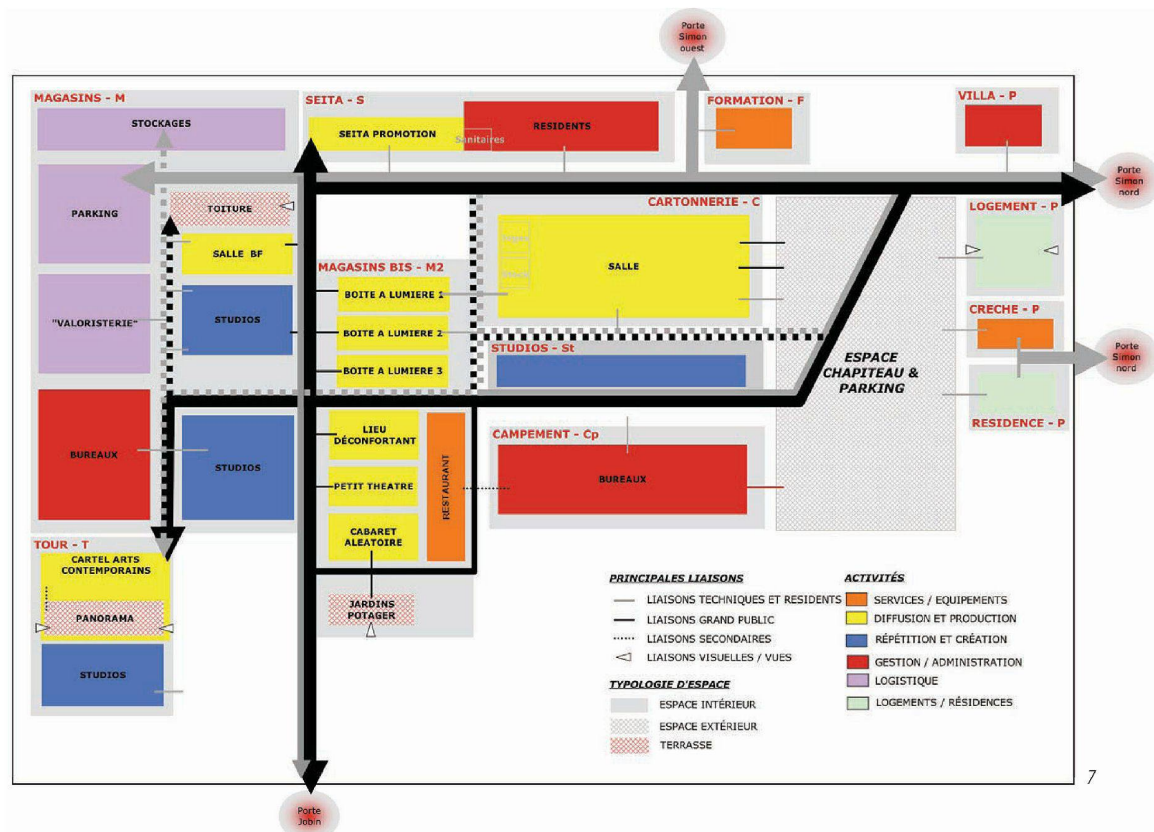 Porte
Simon
ouest
MAGASINS - M
STOCKAGES
PARKING
"VALORISTERIE"
BUREAUX
TOITURE
SALLE BF
STUDIOS
STUDIOS
SEITA - S
SEITA PROMOTION
Sanitaires
RESIDENTS
FORMATION - F
VILLA - P
Porte
Simon
nord
CARTONNERIE - C
SALLE
MAGASINS BIS - M2
BOITE A LUMIERE 1
BOITE A LUMIERE 2
BOITE A LUMIERE 3
STUDIOS - St
ESPACE
CHAPITEAU &
PARKING
LOGEMENT - P
CRECHE - P
Porte
Simon
nord
RESIDENCE - P
LIEU
DÉCONFORTANT
PETIT THEATRE
CABARET
ALEATOIRE
RESTAURANT
CAMPEMENT - Cp
BUREAUX
JARDINS
POTAGER
TOUR - T
CARTEL ARTS
CONTEMPORAINS
PANORAMA
STUDIOS
PRINCIPALES LIAISONS
LIAISONS TECHNIQUES ET RESIDENTS
LIAISONS GRAND PUBLIC
LIAISONS SECONDAIRES
LIAISONS VISUELLES / VUES
TYPOLOGIE D'ESPACE
ESPACE INTÉRIEUR
ESPACE EXTÉRIEUR
TERRASSE
ACTIVITÉS
SERVICES / EQUIPEMENTS
DIFFUSION ET PRODUCTION
RÉPÉTITION ET CRÉATION
GESTION / ADMINISTRATION
LOGISTIQUE
LOGEMENTS / RÉSIDENCES
Porte
Jobin
7